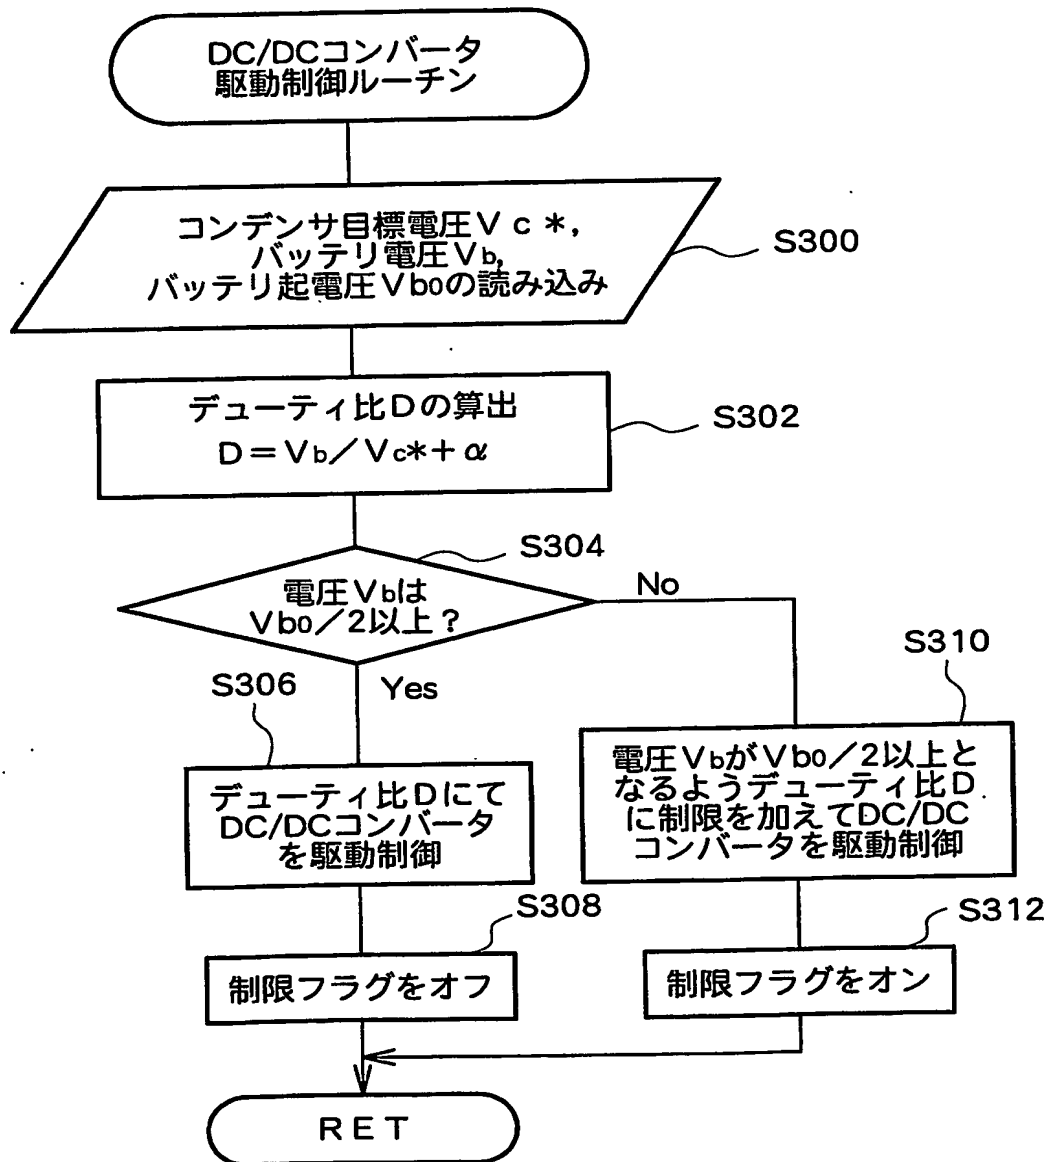 DC/DCコンバータ
駆動制御ルーチン
コンデンサ目標電圧Ｖｃ＊,
バッテリ電圧Ｖb,
バッテリ起電圧Ｖb0の読み込み
S300
デューティ比Ｄの算出
Ｄ＝Ｖb／Ｖc*＋α
S302
S304
電圧Ｖbは
Ｖb0／2以上？
No
Yes
S306
デューティ比Ｄにて
DC/DCコンバータ
を駆動制御
S310
電圧ＶbがＶb0／2以上と
なるようデューティ比Ｄ
に制限を加えてDC/DC
コンバータを駆動制御
S308
制限フラグをオフ
S312
制限フラグをオン
ＲＥＴ